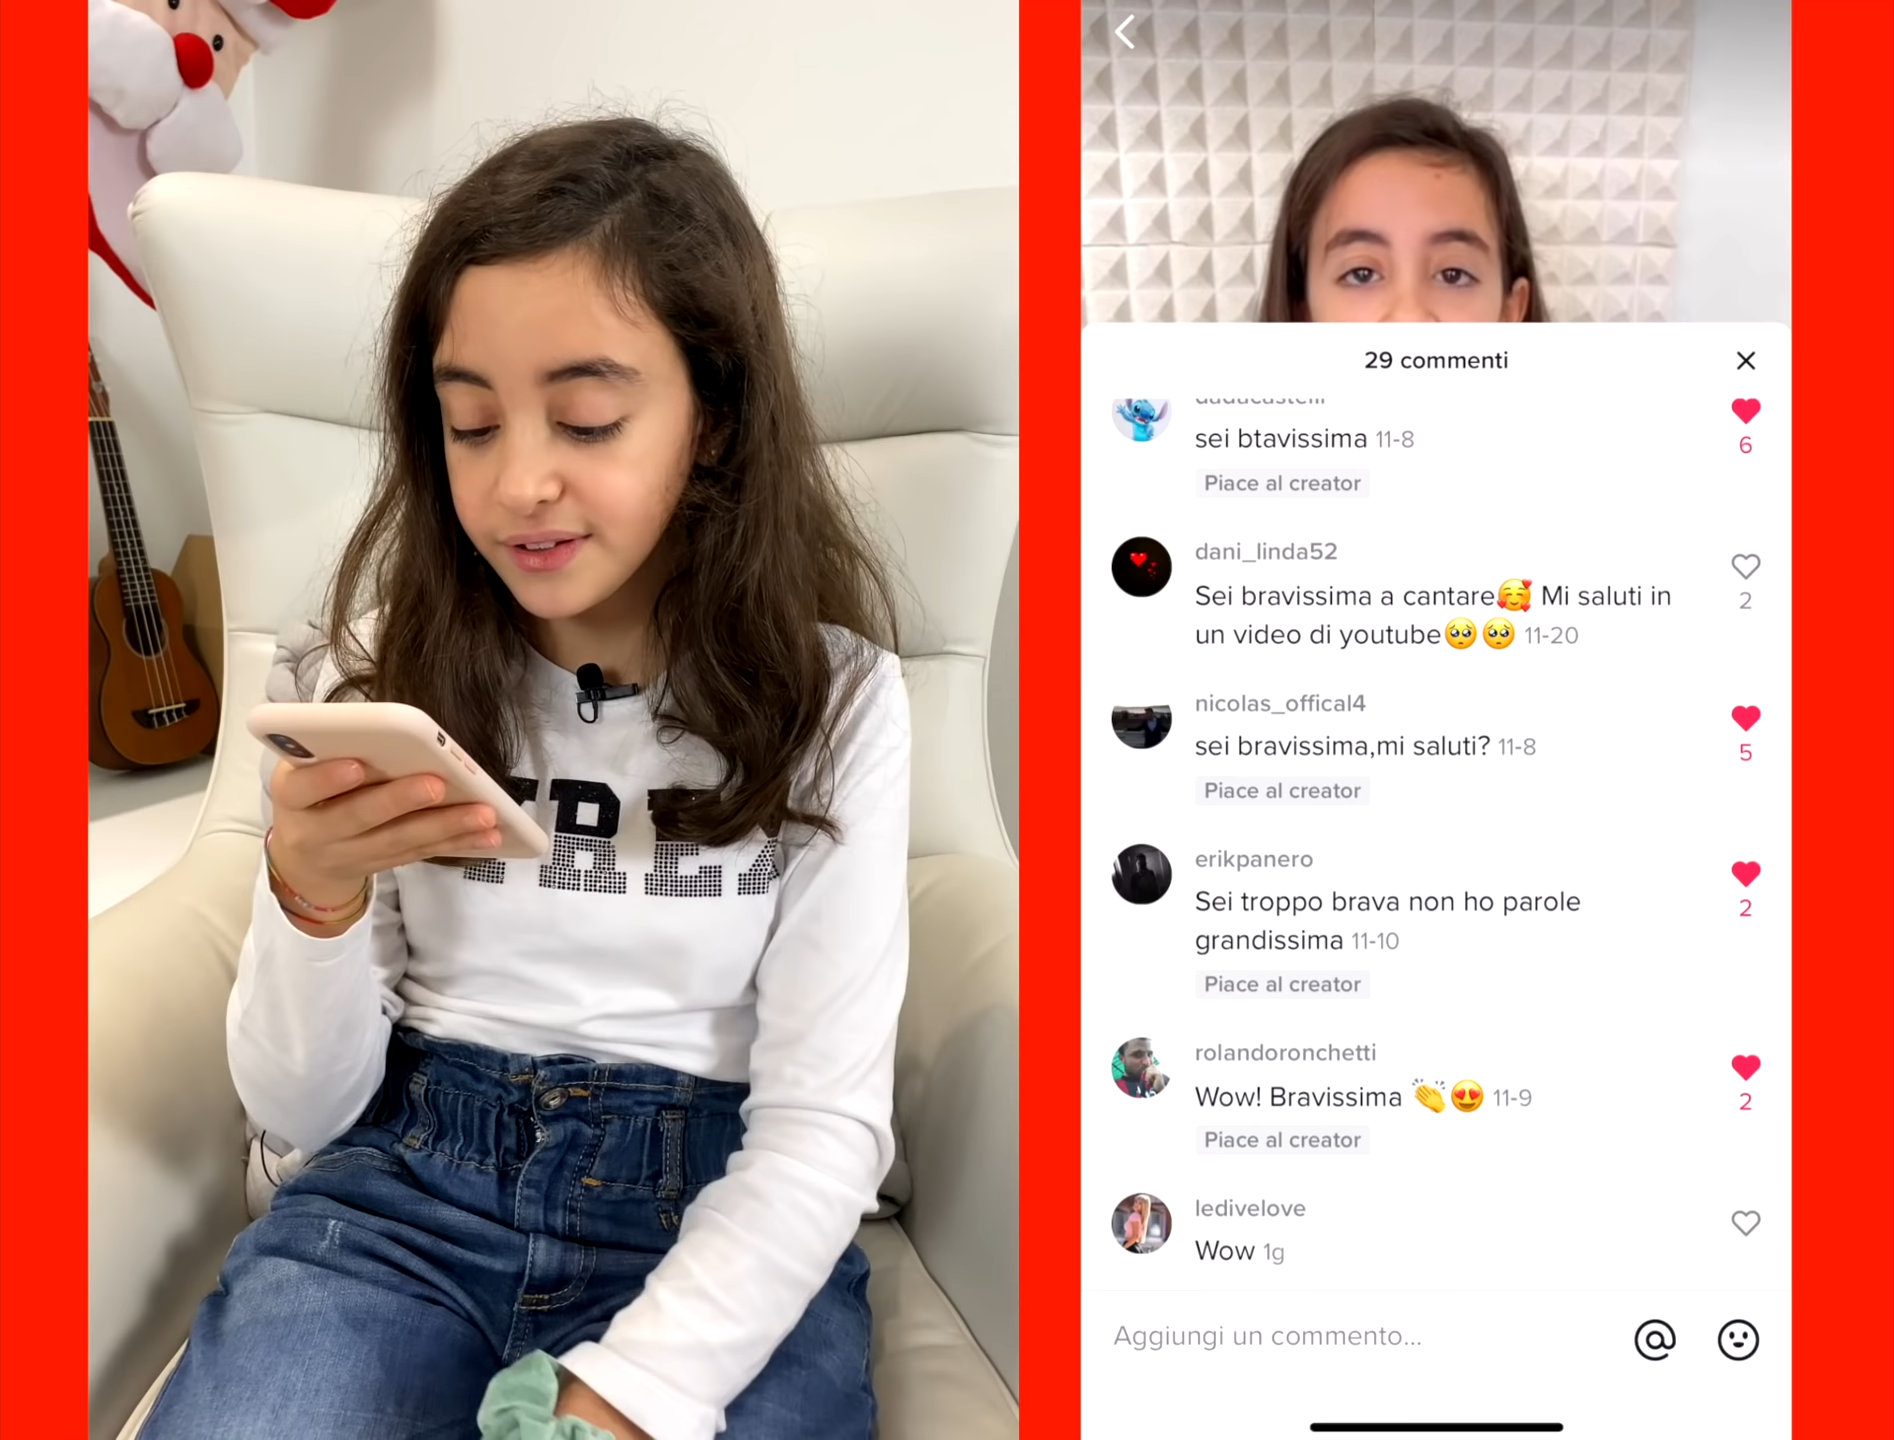 29 commenti
dadacastelli
sei btavissima 11-8
6
Piace al creator
dani_linda52
Sei bravissima a cantare🥰 Mi saluti in
2
un video di youtube🥺🥺 11-20
nicolas_offical4
sei bravissima,mi saluti? 11-8
5
Piace al creator
erikpanero
Sei troppo brava non ho parole
2
grandissima 11-10
Piace al creator
rolandoronchetti
Wow! Bravissima 👏😍 11-9
2
Piace al creator
ledivelove
Wow 1g
Aggiungi un commento...